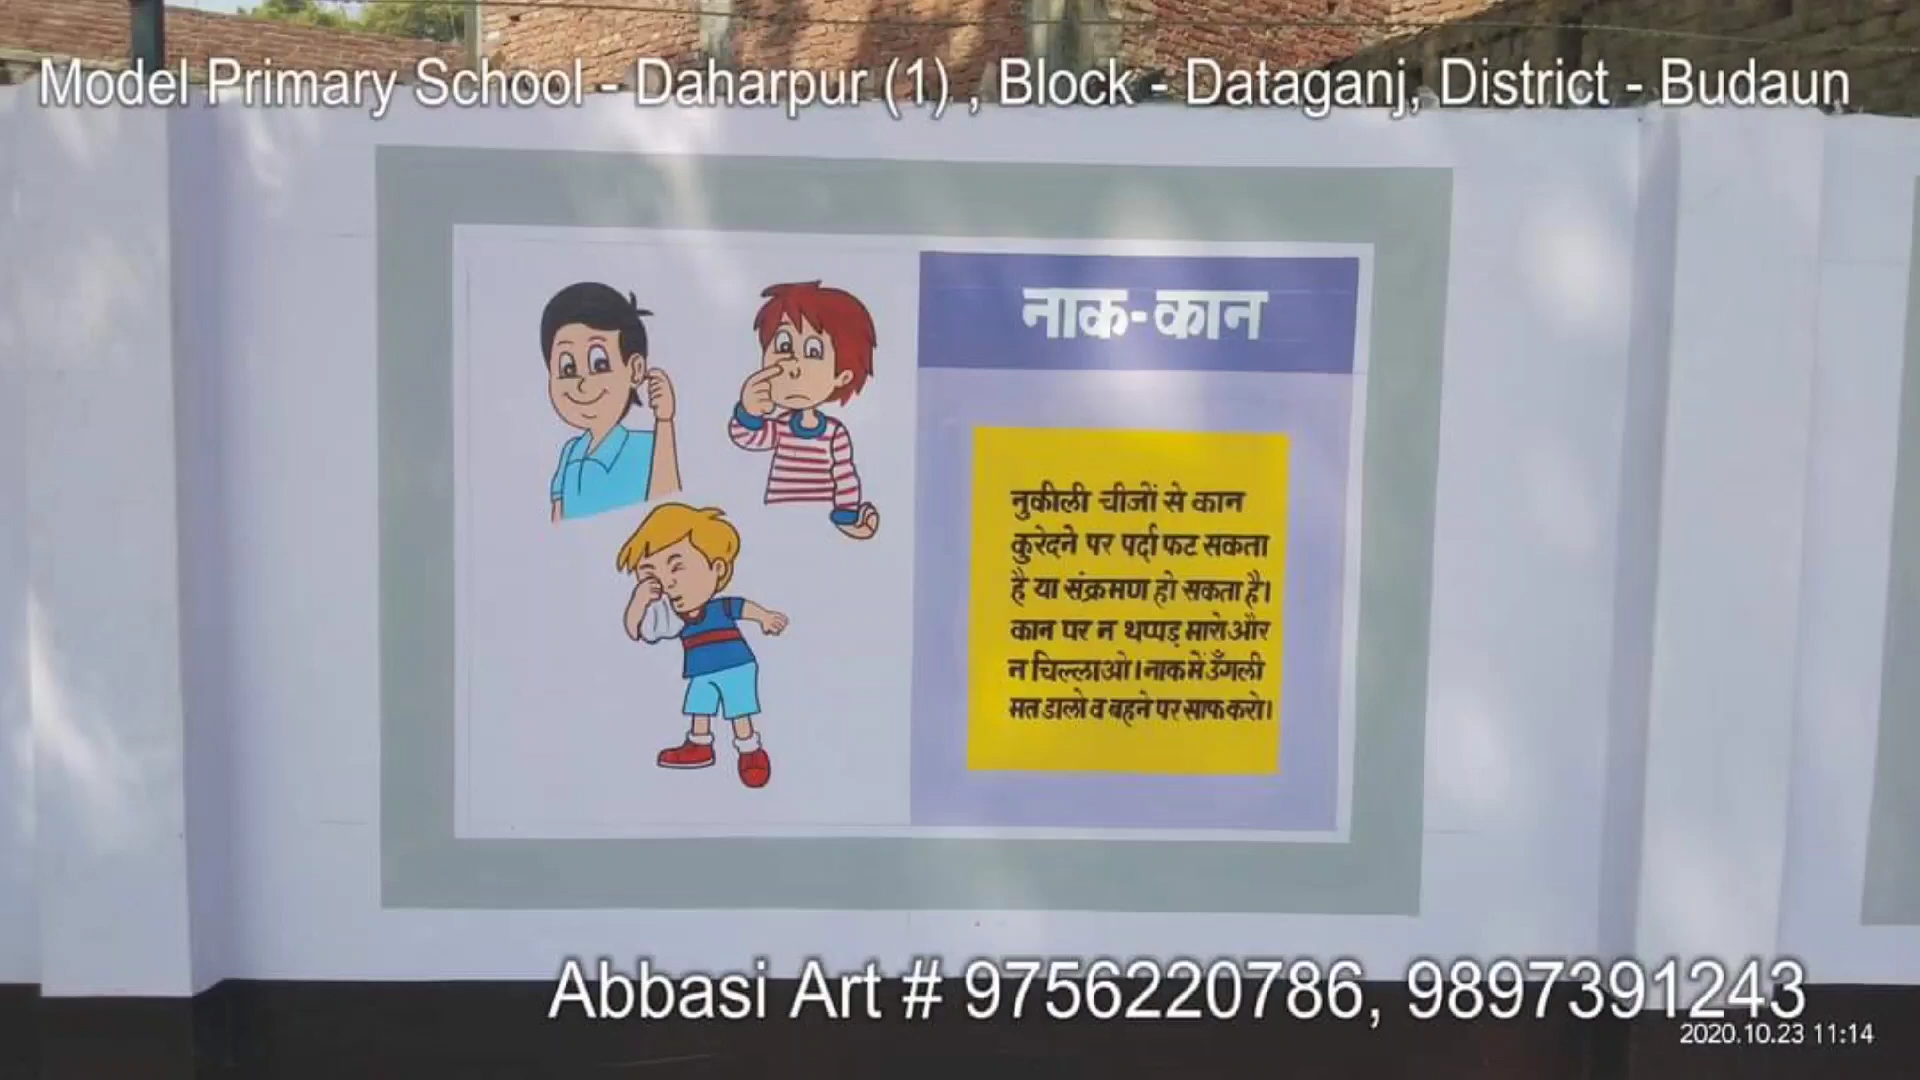 Model Primary School - Daharpur (1) , Block - Dataganj, District - Budaun
नाक-कान
नुकीली चीजों से कान
कुरेदने पर पर्दा फट सकता
है या संक्रमण हो सकता है।
कान पर न थप्पड़ मारो और
न चिल्लाओ। नाक में उँगली
मत डालो व बहने पर साफ करो।
Abbasi Art # 9756220786, 9897391243
2020.10.23 11:14